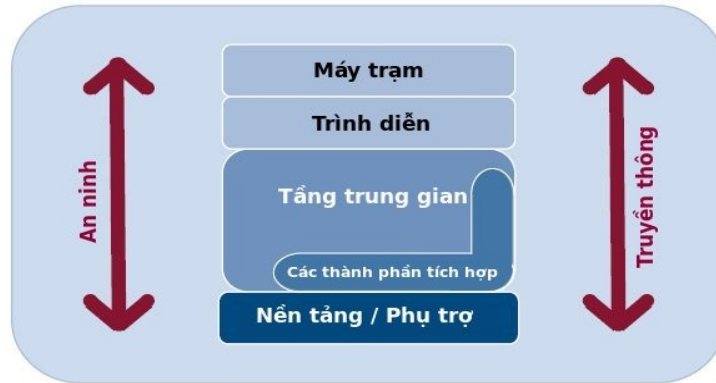 Máy trạm
Trình diễn
An ninh
Tầng trung gian
Truyền thông
Các thành phần tích hợp
Nền tảng / Phụ trợ